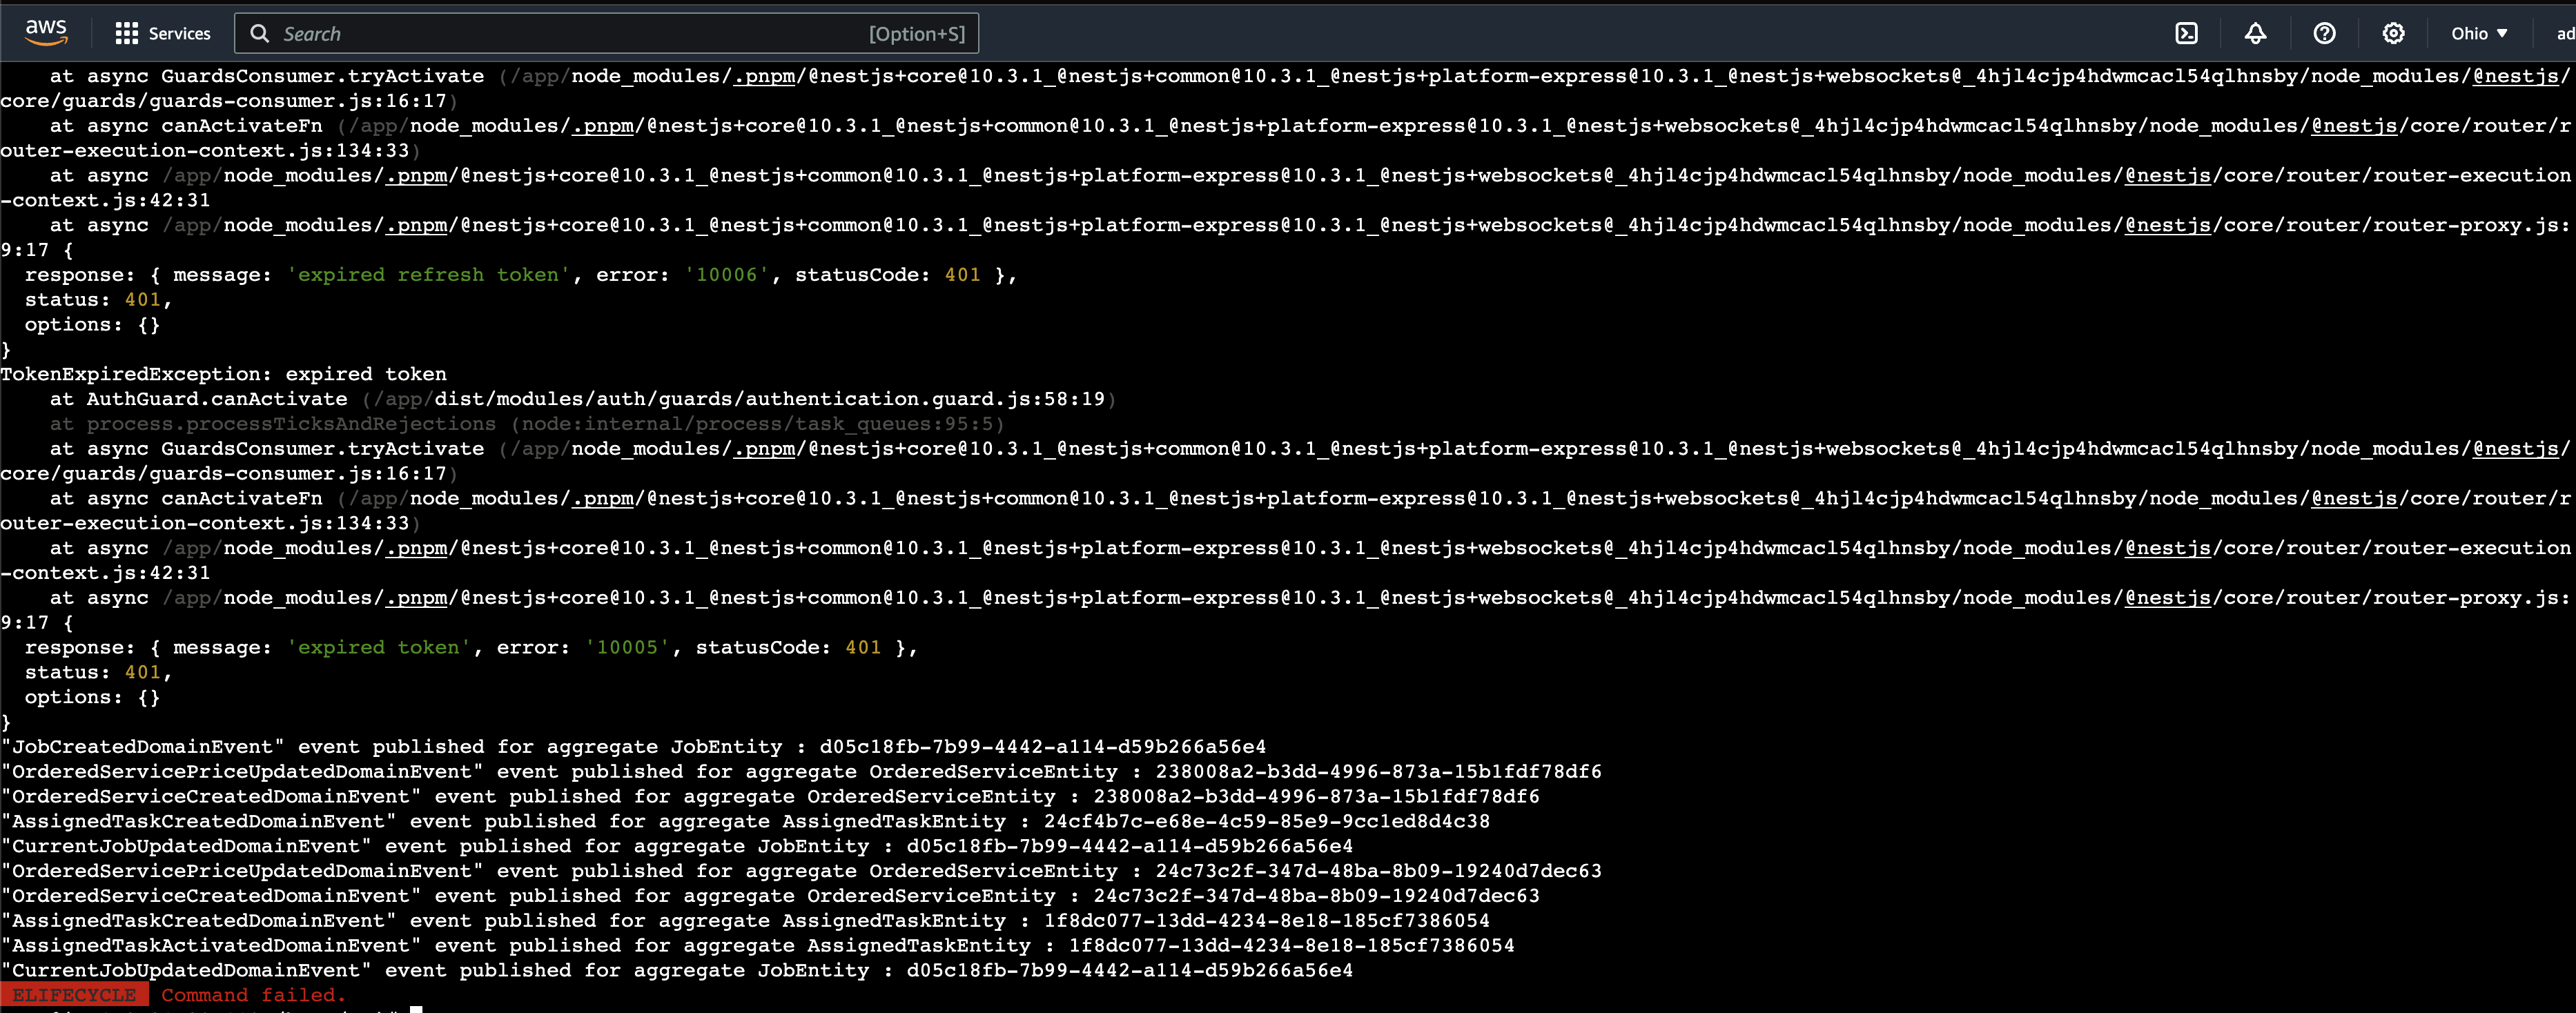 aws
Services
Search
[Option+S]
Ohio
ad
at async GuardsConsumer.tryActivate (/app/node_modules/.pnpm/@nestjs+core@10.3.1_@nestjs+common@10.3.1_@nestjs+platform-express@10.3.1_@nestjs+websockets@_4hjl4cjp4hdwmcacl54qlhnsby/node_modules/@nestjs/
core/guards/guards-consumer.js:16:17)
at async canActivateFn (/app/node_modules/.pnpm/@nestjs+core@10.3.1_@nestjs+common@10.3.1_@nestjs+platform-express@10.3.1_@nestjs+websockets@_4hjl4cjp4hdwmcacl54qlhnsby/node_modules/@nestjs/core/router/r
outer-execution-context.js:134:33)
at async /app/node_modules/.pnpm/@nestjs+core@10.3.1_@nestjs+common@10.3.1_@nestjs+platform-express@10.3.1_@nestjs+websockets@_4hjl4cjp4hdwmcacl54qlhnsby/node_modules/@nestjs/core/router/router-execution
-context.js:42:31
at async /app/node_modules/.pnpm/@nestjs+core@10.3.1_@nestjs+common@10.3.1_@nestjs+platform-express@10.3.1_@nestjs+websockets@_4hjl4cjp4hdwmcacl54qlhnsby/node_modules/@nestjs/core/router/router-proxy.js:
9:17 {
response: { message: 'expired refresh token', error: '10006', statusCode: 401 },
status: 401,
options: {}
}
TokenExpiredException: expired token
at AuthGuard.canActivate (/app/dist/modules/auth/guards/authentication.guard.js:58:19)
at process.processTicksAndRejections (node:internal/process/task_queues:95:5)
at async GuardsConsumer.tryActivate (/app/node_modules/.pnpm/@nestjs+core@10.3.1_@nestjs+common@10.3.1_@nestjs+platform-express@10.3.1_@nestjs+websockets@_4hjl4cjp4hdwmcacl54qlhnsby/node_modules/@nestjs/
core/guards/guards-consumer.js:16:17)
at async canActivateFn (/app/node_modules/.pnpm/@nestjs+core@10.3.1_@nestjs+common@10.3.1_@nestjs+platform-express@10.3.1_@nestjs+websockets@_4hjl4cjp4hdwmcacl54qlhnsby/node_modules/@nestjs/core/router/r
outer-execution-context.js:134:33)
at async /app/node_modules/.pnpm/@nestjs+core@10.3.1_@nestjs+common@10.3.1_@nestjs+platform-express@10.3.1_@nestjs+websockets@_4hjl4cjp4hdwmcacl54qlhnsby/node_modules/@nestjs/core/router/router-execution
-context.js:42:31
at async /app/node_modules/.pnpm/@nestjs+core@10.3.1_@nestjs+common@10.3.1_@nestjs+platform-express@10.3.1_@nestjs+websockets@_4hjl4cjp4hdwmcacl54qlhnsby/node_modules/@nestjs/core/router/router-proxy.js:
9:17 {
response: { message: 'expired token', error: '10005', statusCode: 401 },
status: 401,
options: {}
}
"JobCreatedDomainEvent" event published for aggregate JobEntity : d05c18fb-7b99-4442-a114-d59b266a56e4
"OrderedServicePriceUpdatedDomainEvent" event published for aggregate OrderedServiceEntity : 238008a2-b3dd-4996-873a-15b1fdf78df6
"OrderedServiceCreatedDomainEvent" event published for aggregate OrderedServiceEntity : 238008a2-b3dd-4996-873a-15b1fdf78df6
"AssignedTaskCreatedDomainEvent" event published for aggregate AssignedTaskEntity : 24cf4b7c-e68e-4c59-85e9-9cc1ed8d4c38
"CurrentJobUpdatedDomainEvent" event published for aggregate JobEntity : d05c18fb-7b99-4442-a114-d59b266a56e4
"OrderedServicePriceUpdatedDomainEvent" event published for aggregate OrderedServiceEntity : 24c73c2f-347d-48ba-8b09-19240d7dec63
"OrderedServiceCreatedDomainEvent" event published for aggregate OrderedServiceEntity : 24c73c2f-347d-48ba-8b09-19240d7dec63
"AssignedTaskCreatedDomainEvent" event published for aggregate AssignedTaskEntity : 1f8dc077-13dd-4234-8e18-185cf7386054
"AssignedTaskActivatedDomainEvent" event published for aggregate AssignedTaskEntity : 1f8dc077-13dd-4234-8e18-185cf7386054
"CurrentJobUpdatedDomainEvent" event published for aggregate JobEntity : d05c18fb-7b99-4442-a114-d59b266a56e4
ELIFECYCLE Command failed.